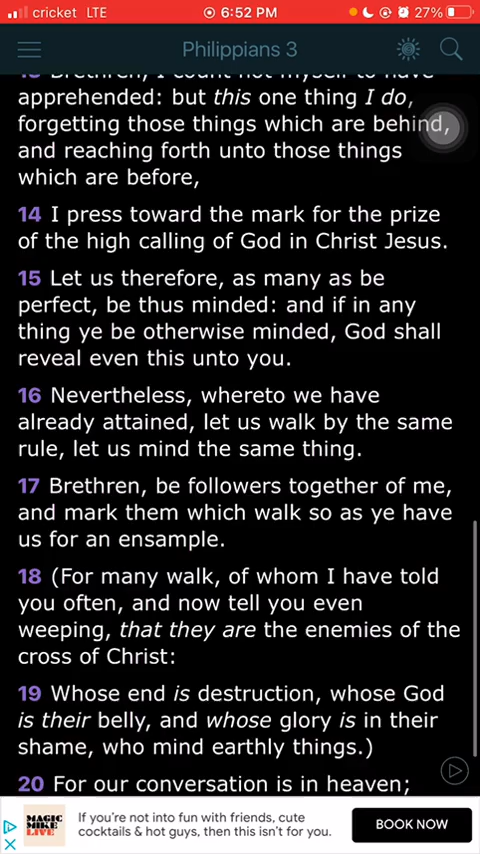 cricket LTE 6:52 PM 27%
Philippians 3
13 Brethren, I count not myself to have
apprehended: but this one thing I do,
forgetting those things which are behind,
and reaching forth unto those things
which are before,
14 I press toward the mark for the prize
of the high calling of God in Christ Jesus.
15 Let us therefore, as many as be
perfect, be thus minded: and if in any
thing ye be otherwise minded, God shall
reveal even this unto you.
16 Nevertheless, whereto we have
already attained, let us walk by the same
rule, let us mind the same thing.
17 Brethren, be followers together of me,
and mark them which walk so as ye have
us for an ensample.
18 (For many walk, of whom I have told
you often, and now tell you even
weeping, that they are the enemies of the
cross of Christ:
19 Whose end is destruction, whose God
is their belly, and whose glory is in their
shame, who mind earthly things.)
20 For our conversation is in heaven;
MAGIC
MIKE
LIVE
If you're not into fun with friends, cute
cocktails & hot guys, then this isn't for you.
BOOK NOW